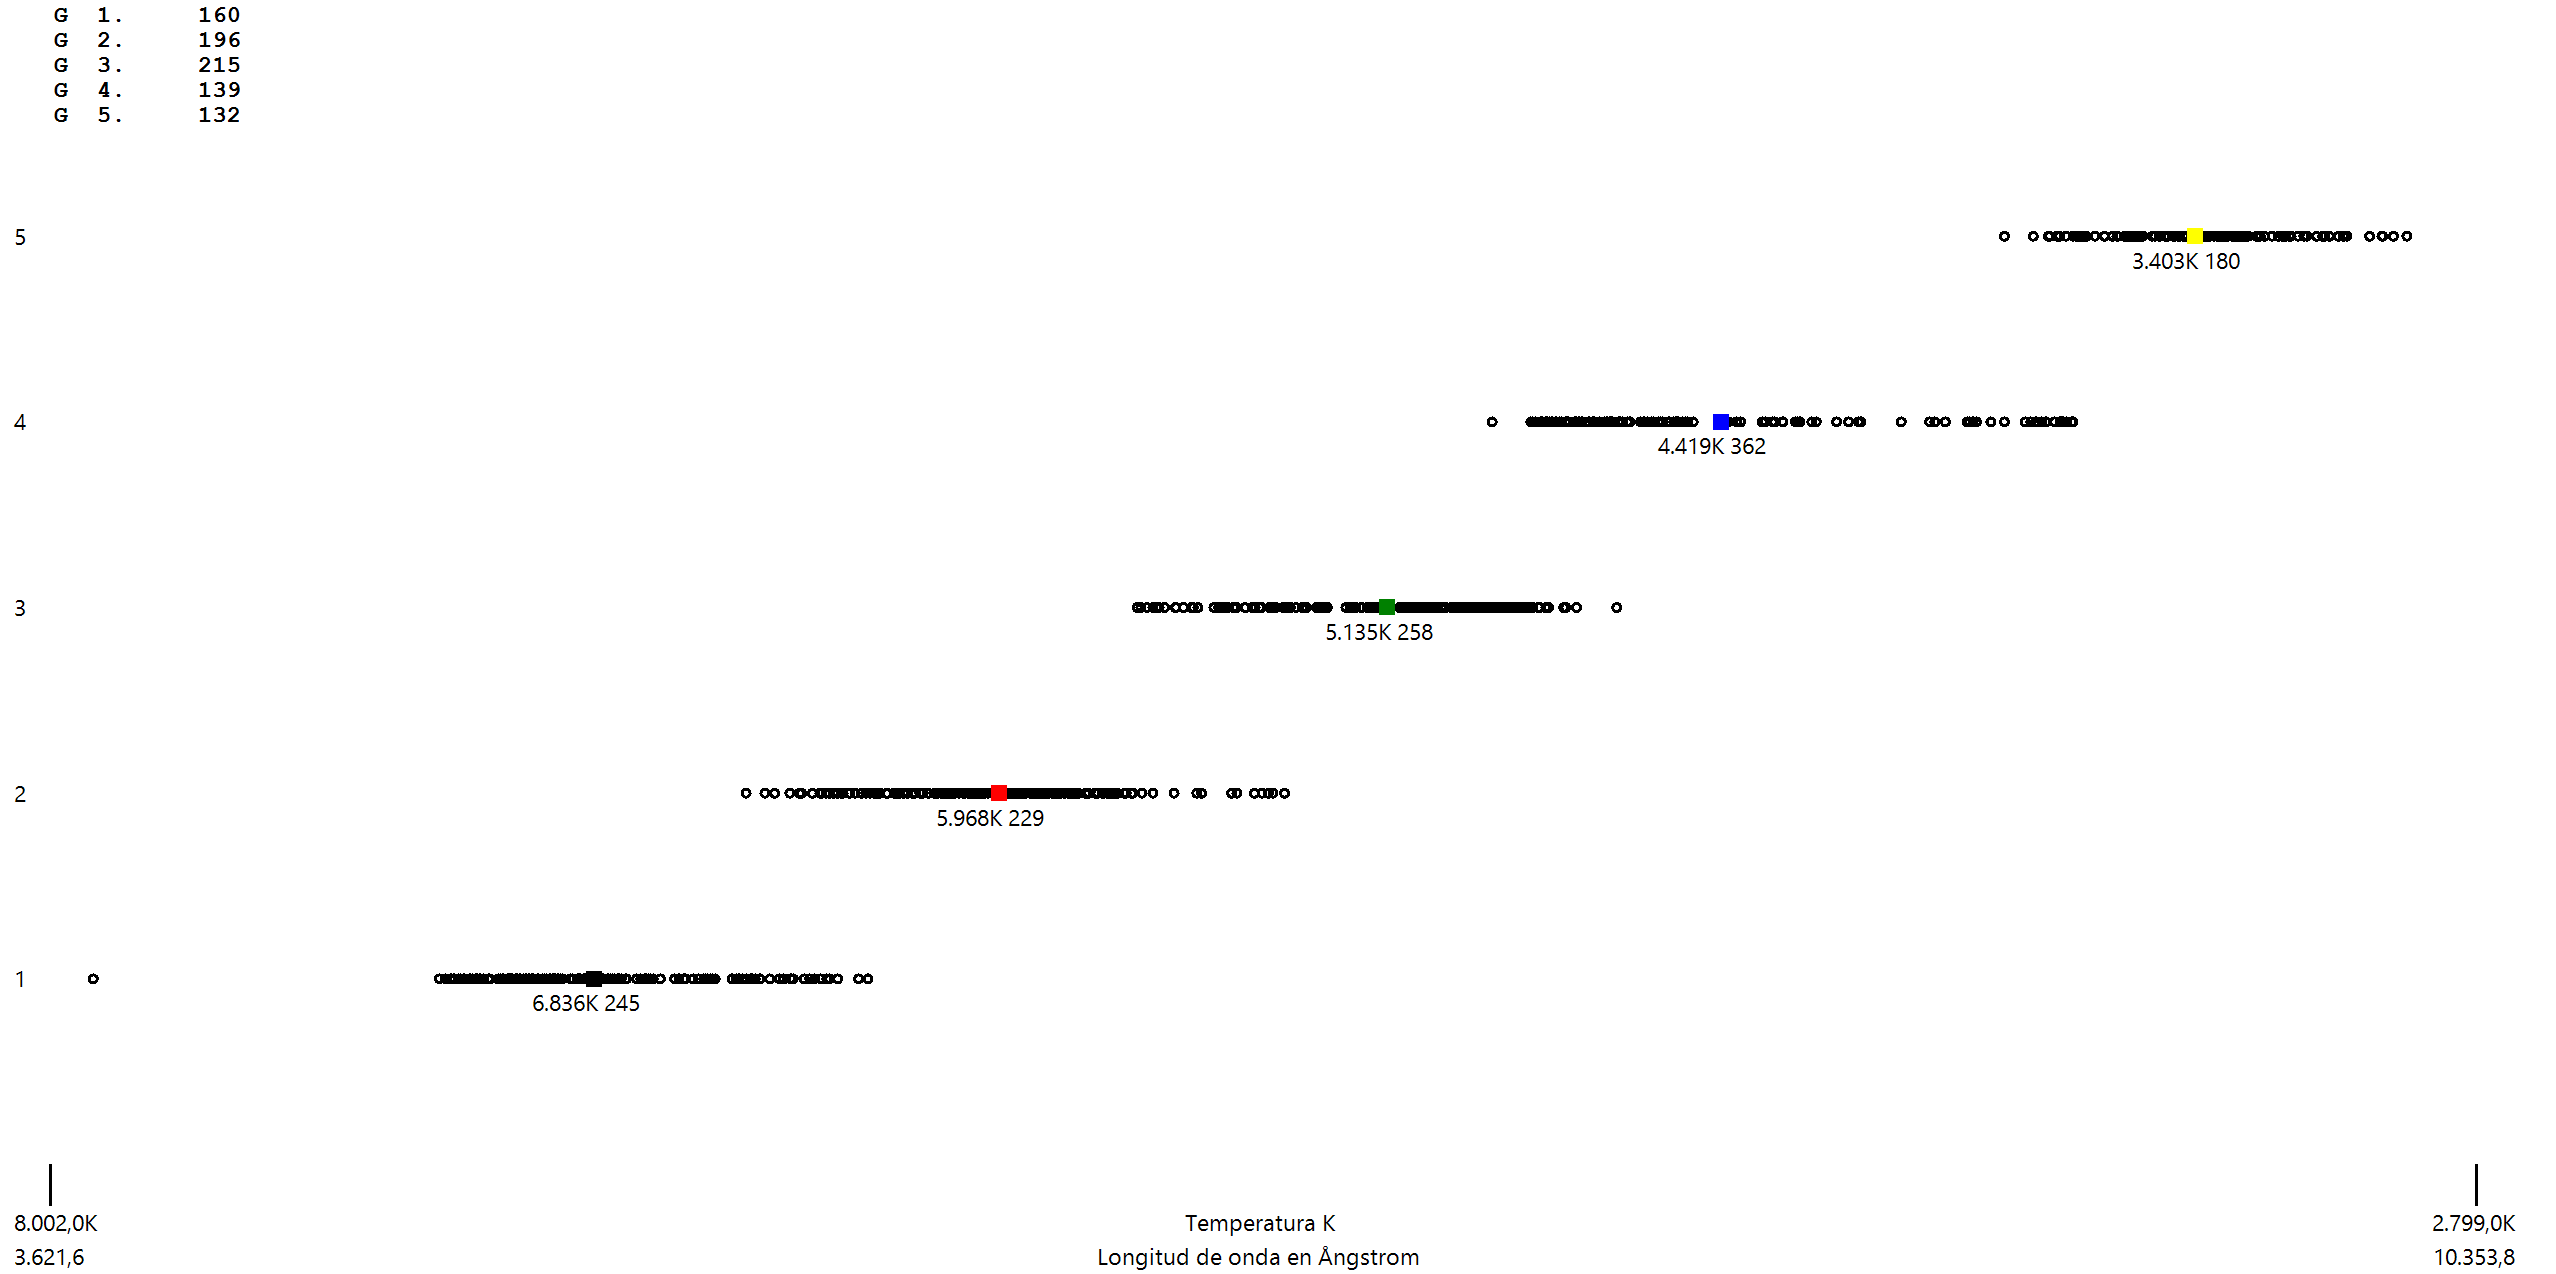 G 1. 160
G 2. 196
G 3. 215
G 4. 139
G 5. 132
5
3.403K 180
4
4.419K 362
3
5.135K 258
2
5.968K 229
1
6.836K 245
8.002,0K Temperatura K 2.799,0K
3.621,6 Longitud de onda en Ångstrom 10.353,8